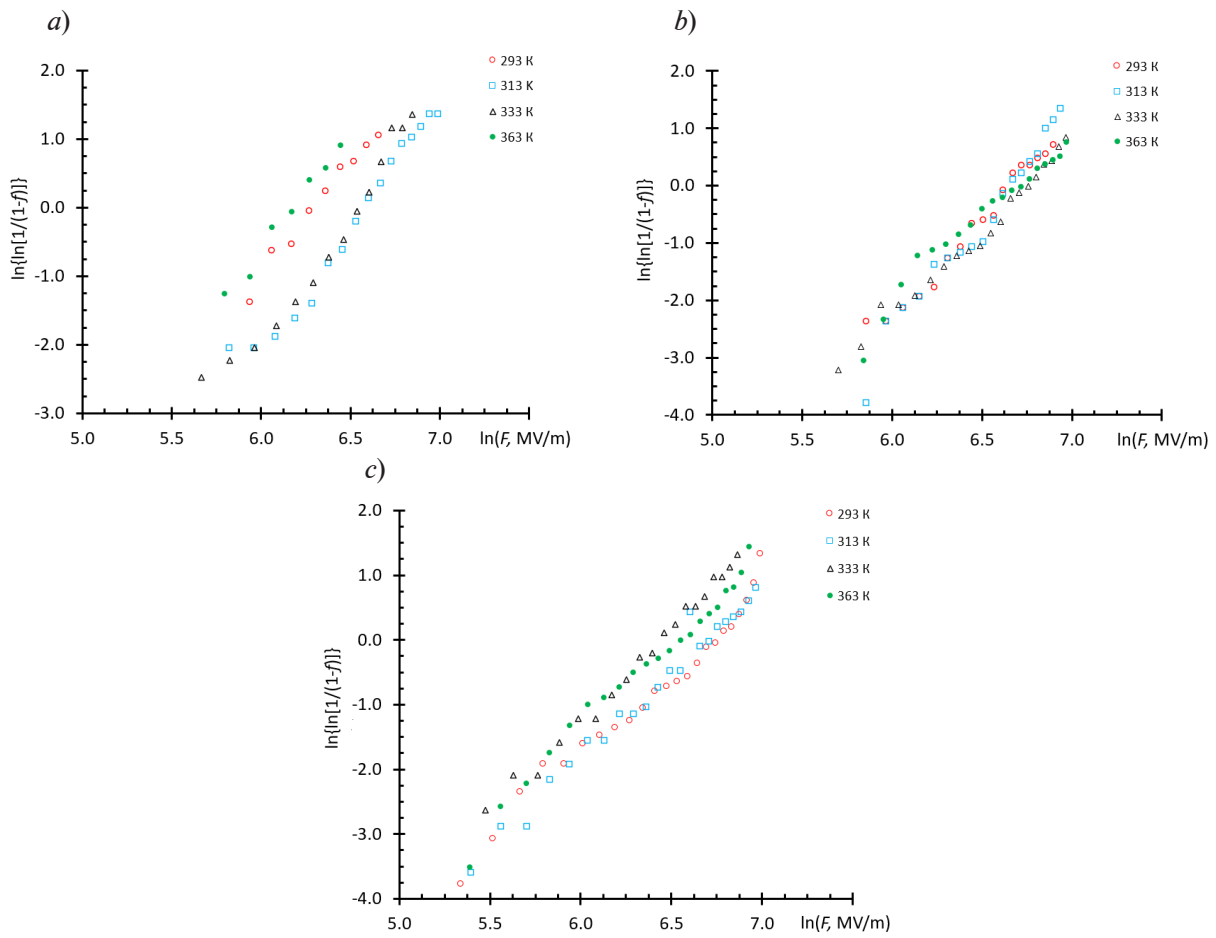 a)
293 K
313 K
333 K
363 K
2.0
1.0
0.0
-1.0
-2.0
-3.0
ln{ln[1/(1-f)]}
5.0 5.5 6.0 6.5 7.0 ln(F, MV/m)
b)
293 K
313 K
333 K
363 K
2.0
1.0
0.0
-1.0
-2.0
-3.0
-4.0
ln{ln[1/(1-f)]}
5.0 5.5 6.0 6.5 7.0 ln(F, MV/m)
c)
293 K
313 K
333 K
363 K
2.0
1.0
0.0
-1.0
-2.0
-3.0
-4.0
ln{ln[1/(1-f)]}
5.0 5.5 6.0 6.5 7.0 ln(F, MV/m)